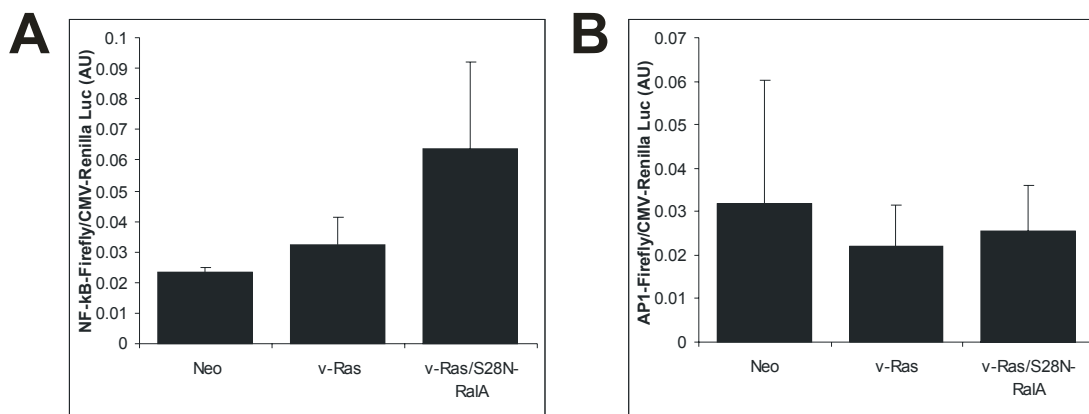 A
NF-kB-Firefly/CMV-Renilla Luc (AU)
0.1
0.09
0.08
0.07
0.06
0.05
0.04
0.03
0.02
0.01
0
Neo
v-Ras
v-Ras/S28N-
RalA
B
AP1-Firefly/CMV-Renilla Luc (AU)
0.07
0.06
0.05
0.04
0.03
0.02
0.01
0
Neo
v-Ras
v-Ras/S28N-
RalA